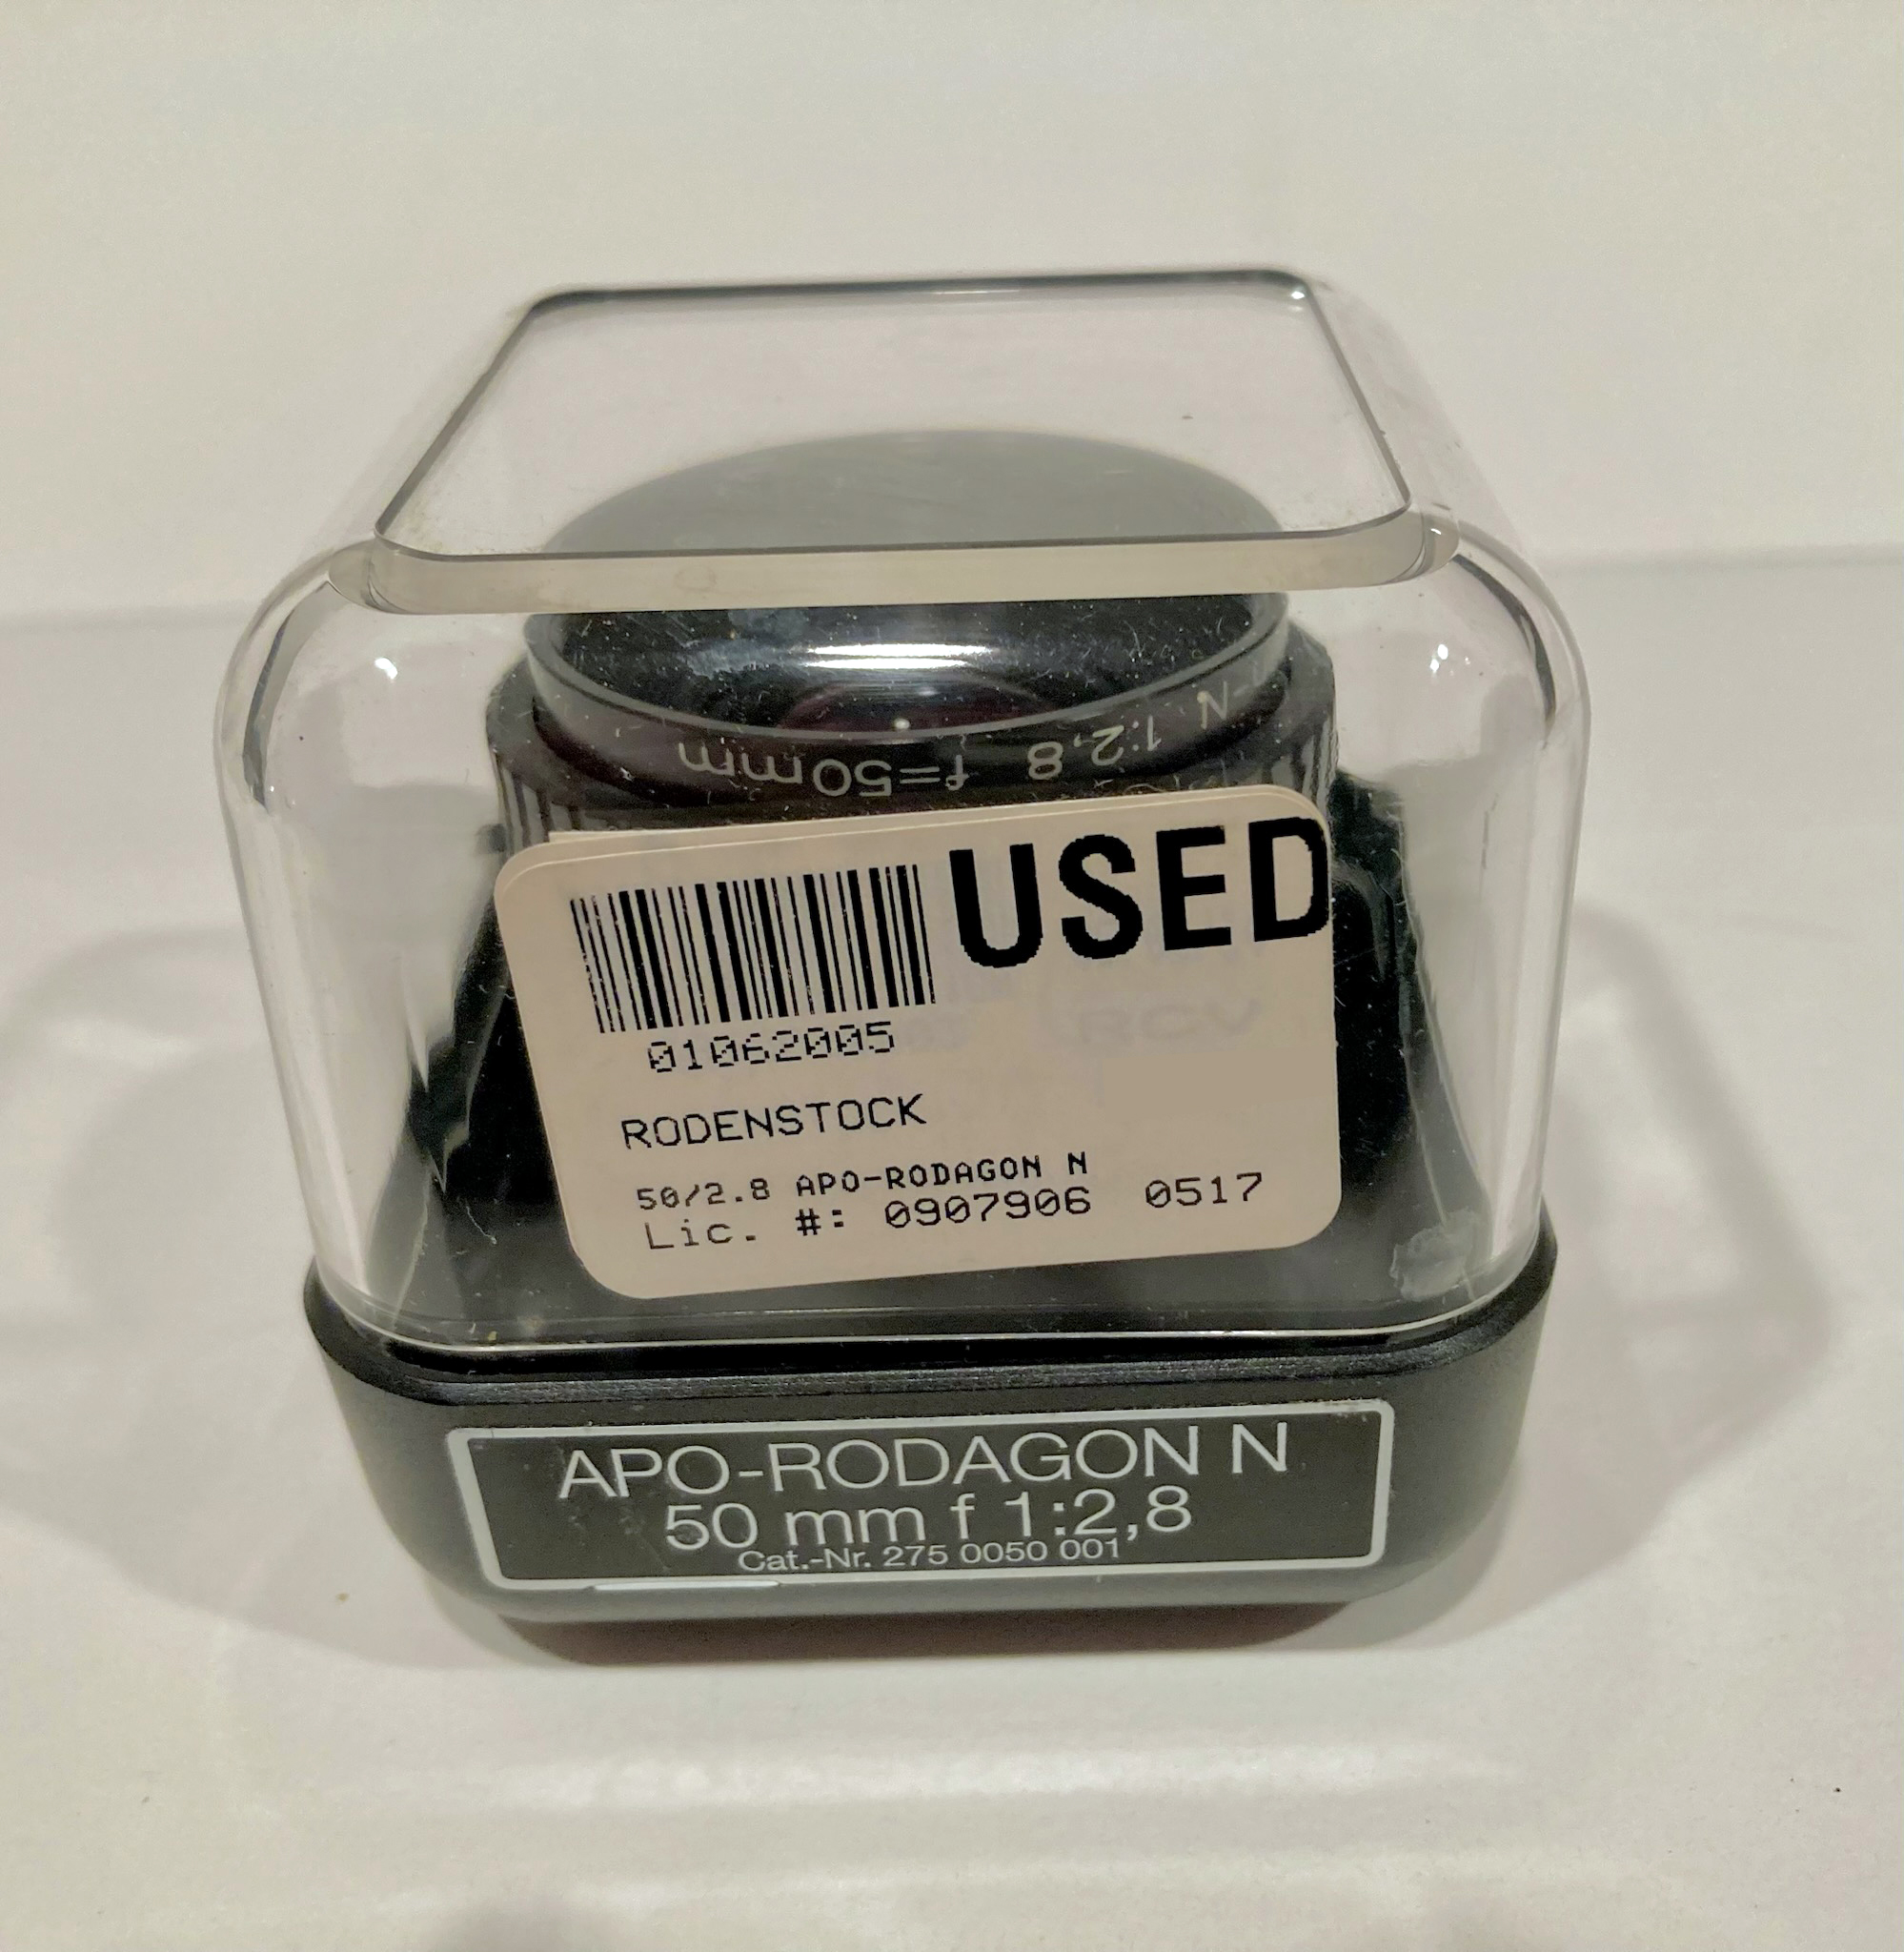 N 1:2,8 f=50mm
USED
01062005
RODENSTOCK
50/2.8 APO-RODAGON N
Lic. #: 0907906 0517
APO-RODAGON N
50 mm f 1:2,8
Cat.-Nr. 275 0050 001